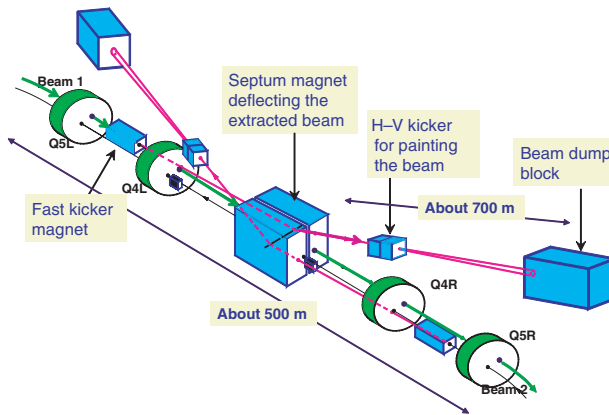 Beam 1
Q5L
Fast kicker
magnet
Q4L
Septum magnet
deflecting the
extracted beam
H–V kicker
for painting
the beam
Beam dump
block
About 700 m
About 500 m
Q4R
Q5R
Beam 2